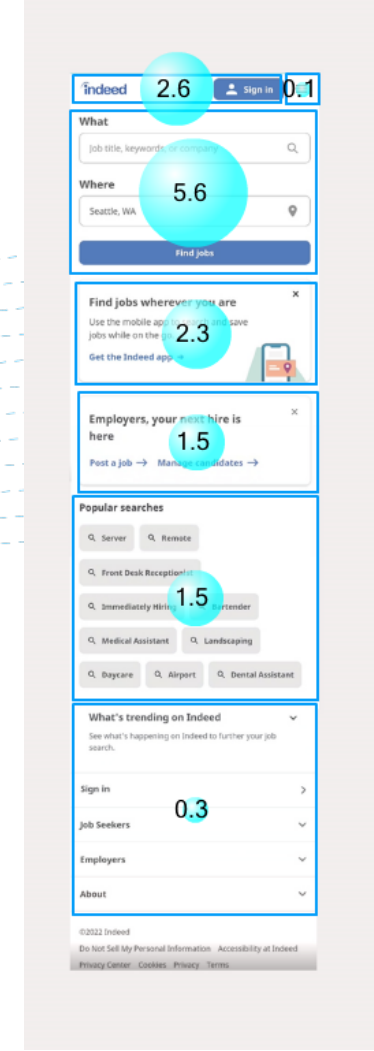 indeed 2.6 Sign in 0.1
What
Job title, keywords, or company
Where
5.6
Seattle, WA
Find jobs
Find jobs wherever you are
Use the mobile app to search and save
jobs while on the go.
2.3
Get the Indeed app
Employers, your next hire is
here
1.5
Post a job → Manage candidates →
Popular searches
Server Remote
Front Desk Receptionist
Immediately Hiring 1.5 Bartender
Medical Assistant Landscaping
Daycare Airport Dental Assistant
What's trending on Indeed
See what's happening on Indeed to further your job
search.
Sign in
0.3
Job Seekers
Employers
About
©2022 Indeed
Do Not Sell My Personal Information Accessibility at Indeed
Privacy Center Cookies Privacy Terms